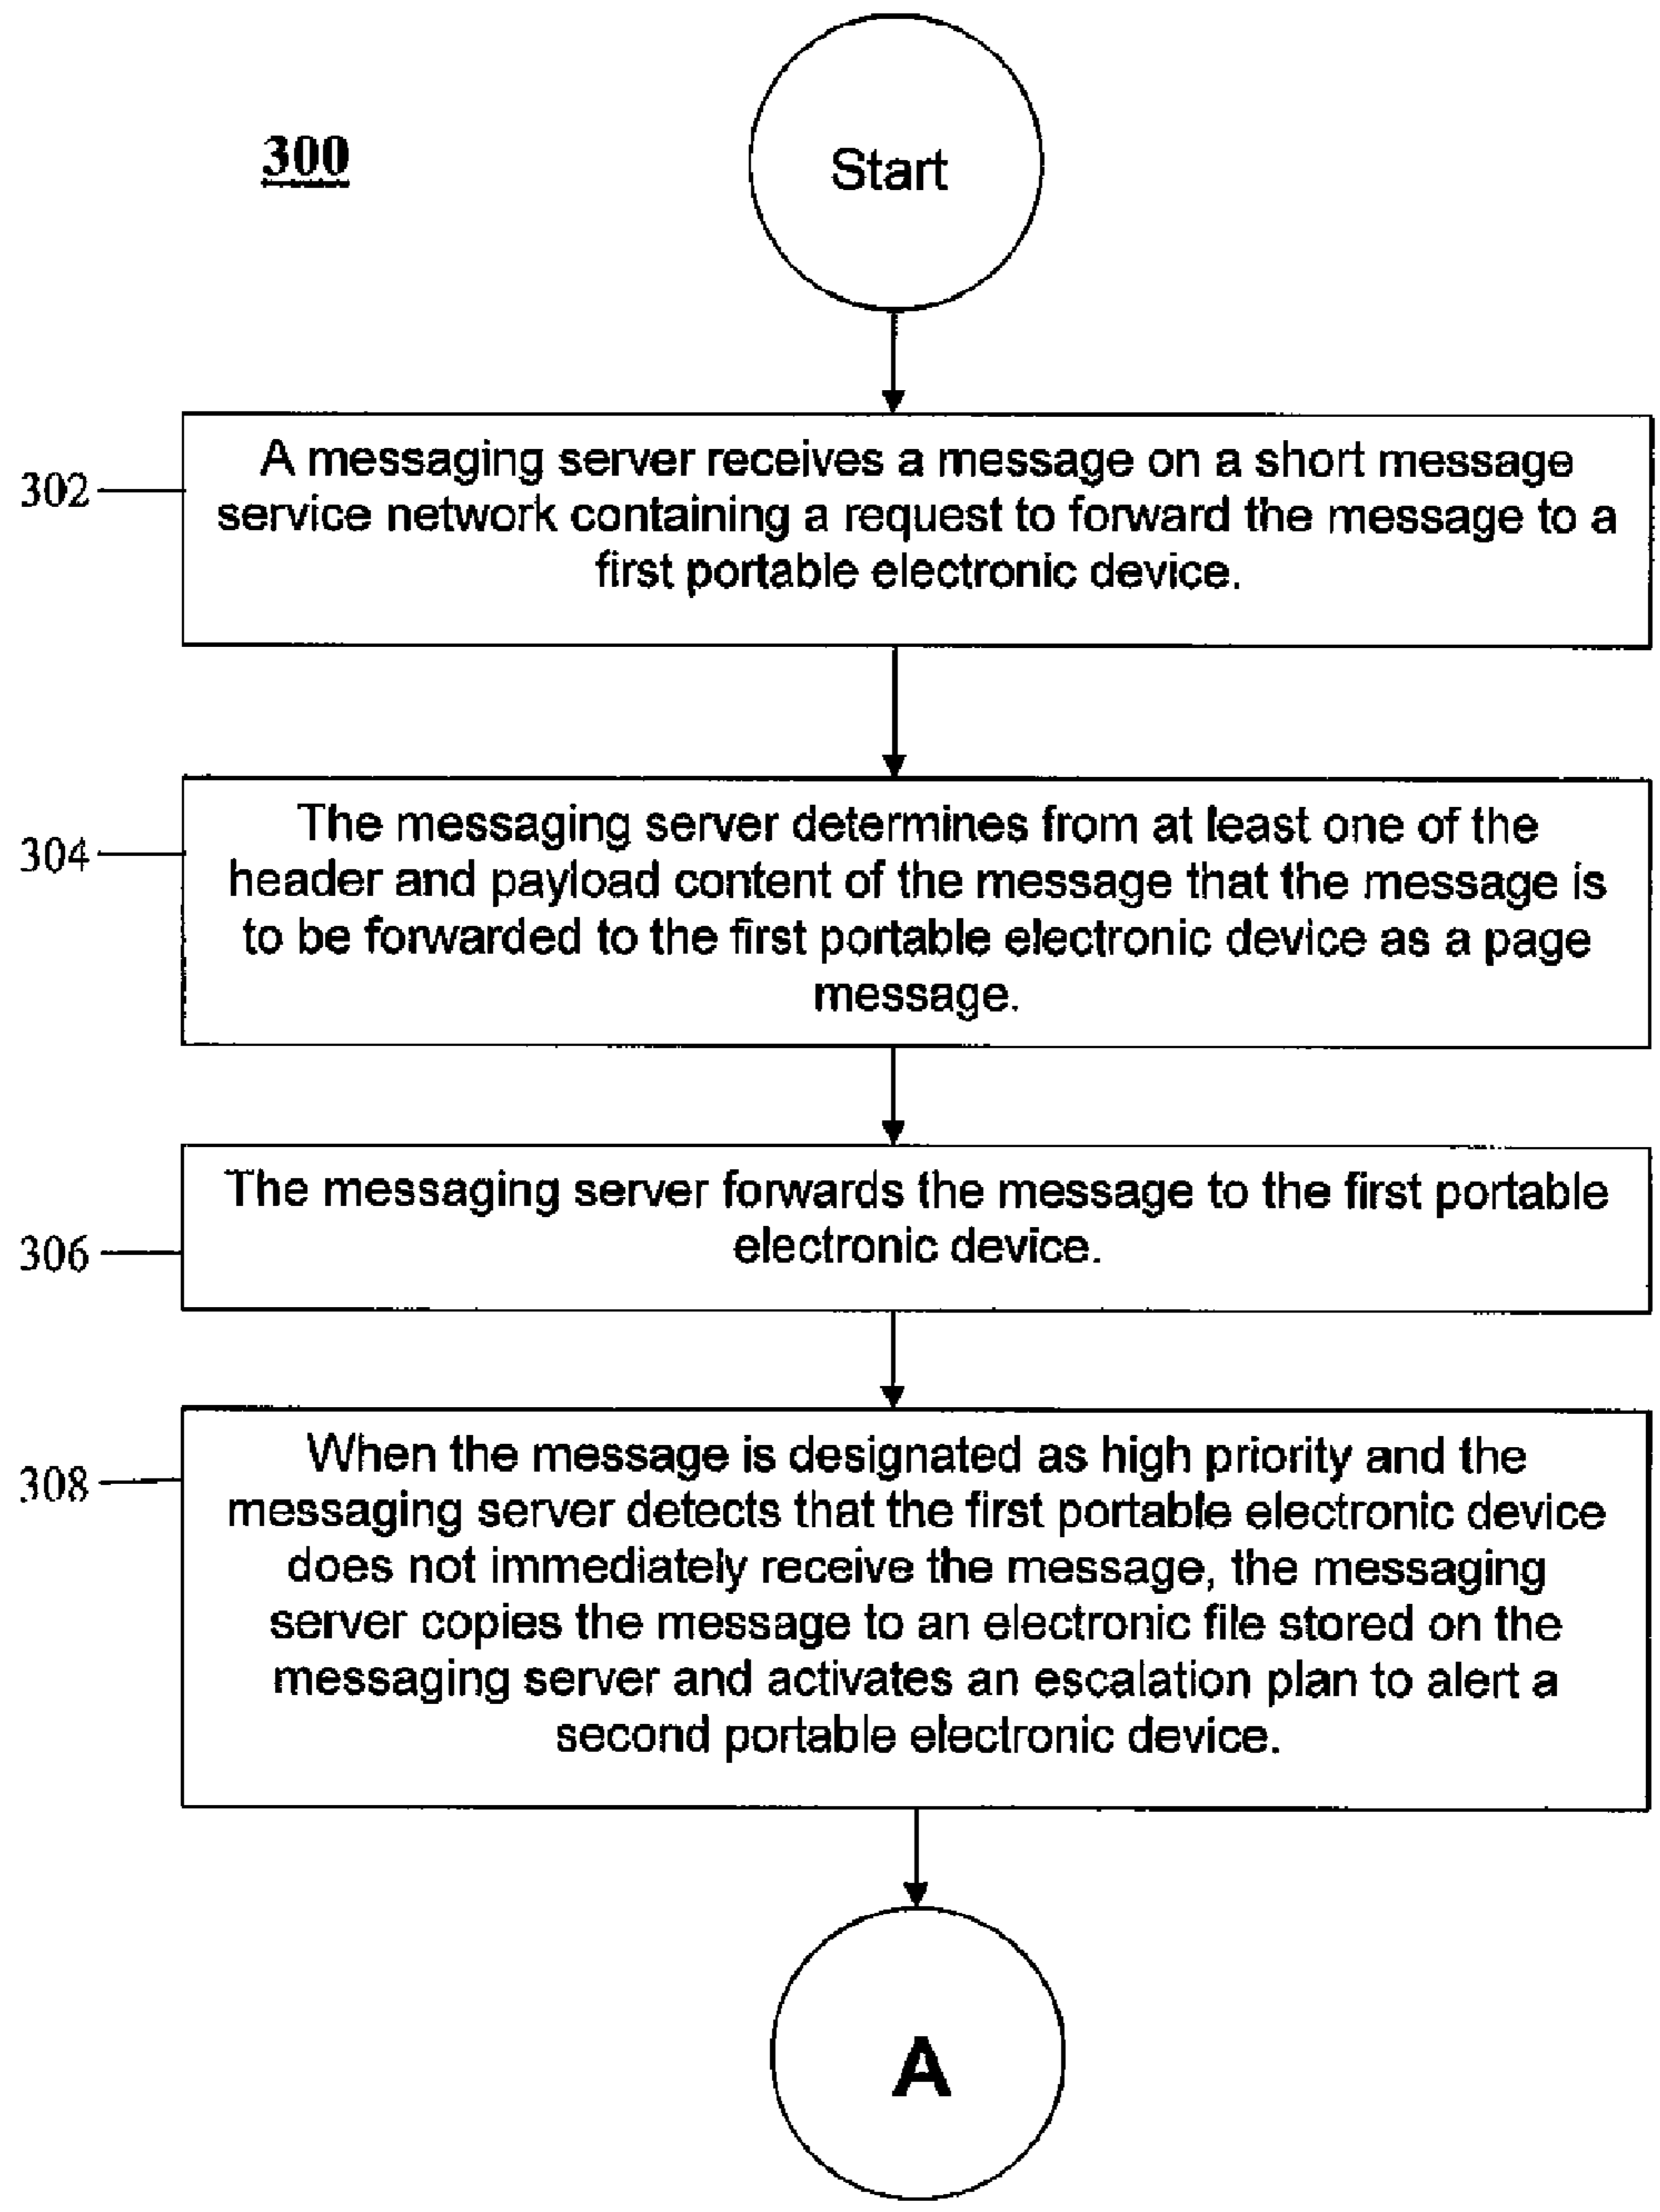 300
Start
302
A messaging server receives a message on a short message
service network containing a request to forward the message to a
first portable electronic device.
304
The messaging server determines from at least one of the
header and payload content of the message that the message is
to be forwarded to the first portable electronic device as a page
message.
306
The messaging server forwards the message to the first portable
electronic device.
308
When the message is designated as high priority and the
messaging server detects that the first portable electronic device
does not immediately receive the message, the messaging
server copies the message to an electronic file stored on the
messaging server and activates an escalation plan to alert a
second portable electronic device.
A